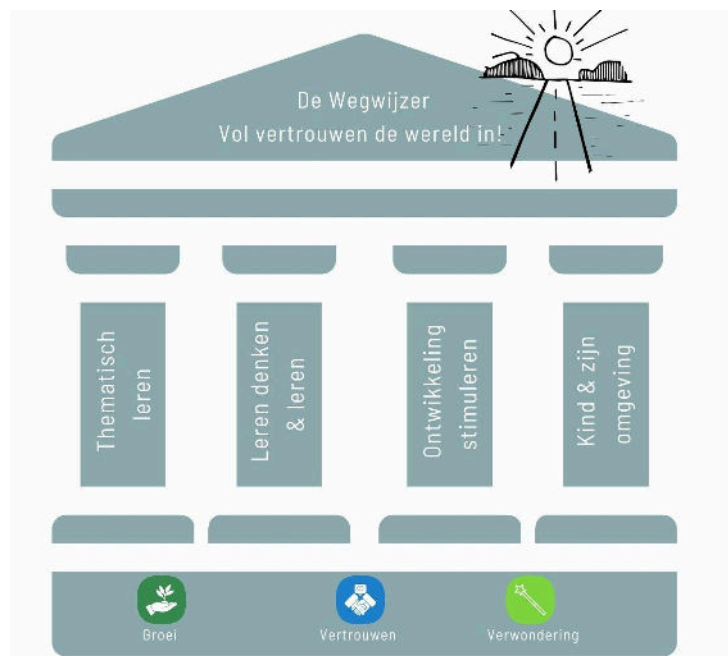 De Wegwijzer
Vol vertrouwen de wereld in!
Thematisch
leren
Leren denken
& leren
Ontwikkeling
stimuleren
Kind & zijn
omgeving
Groei
Vertrouwen
Verwondering